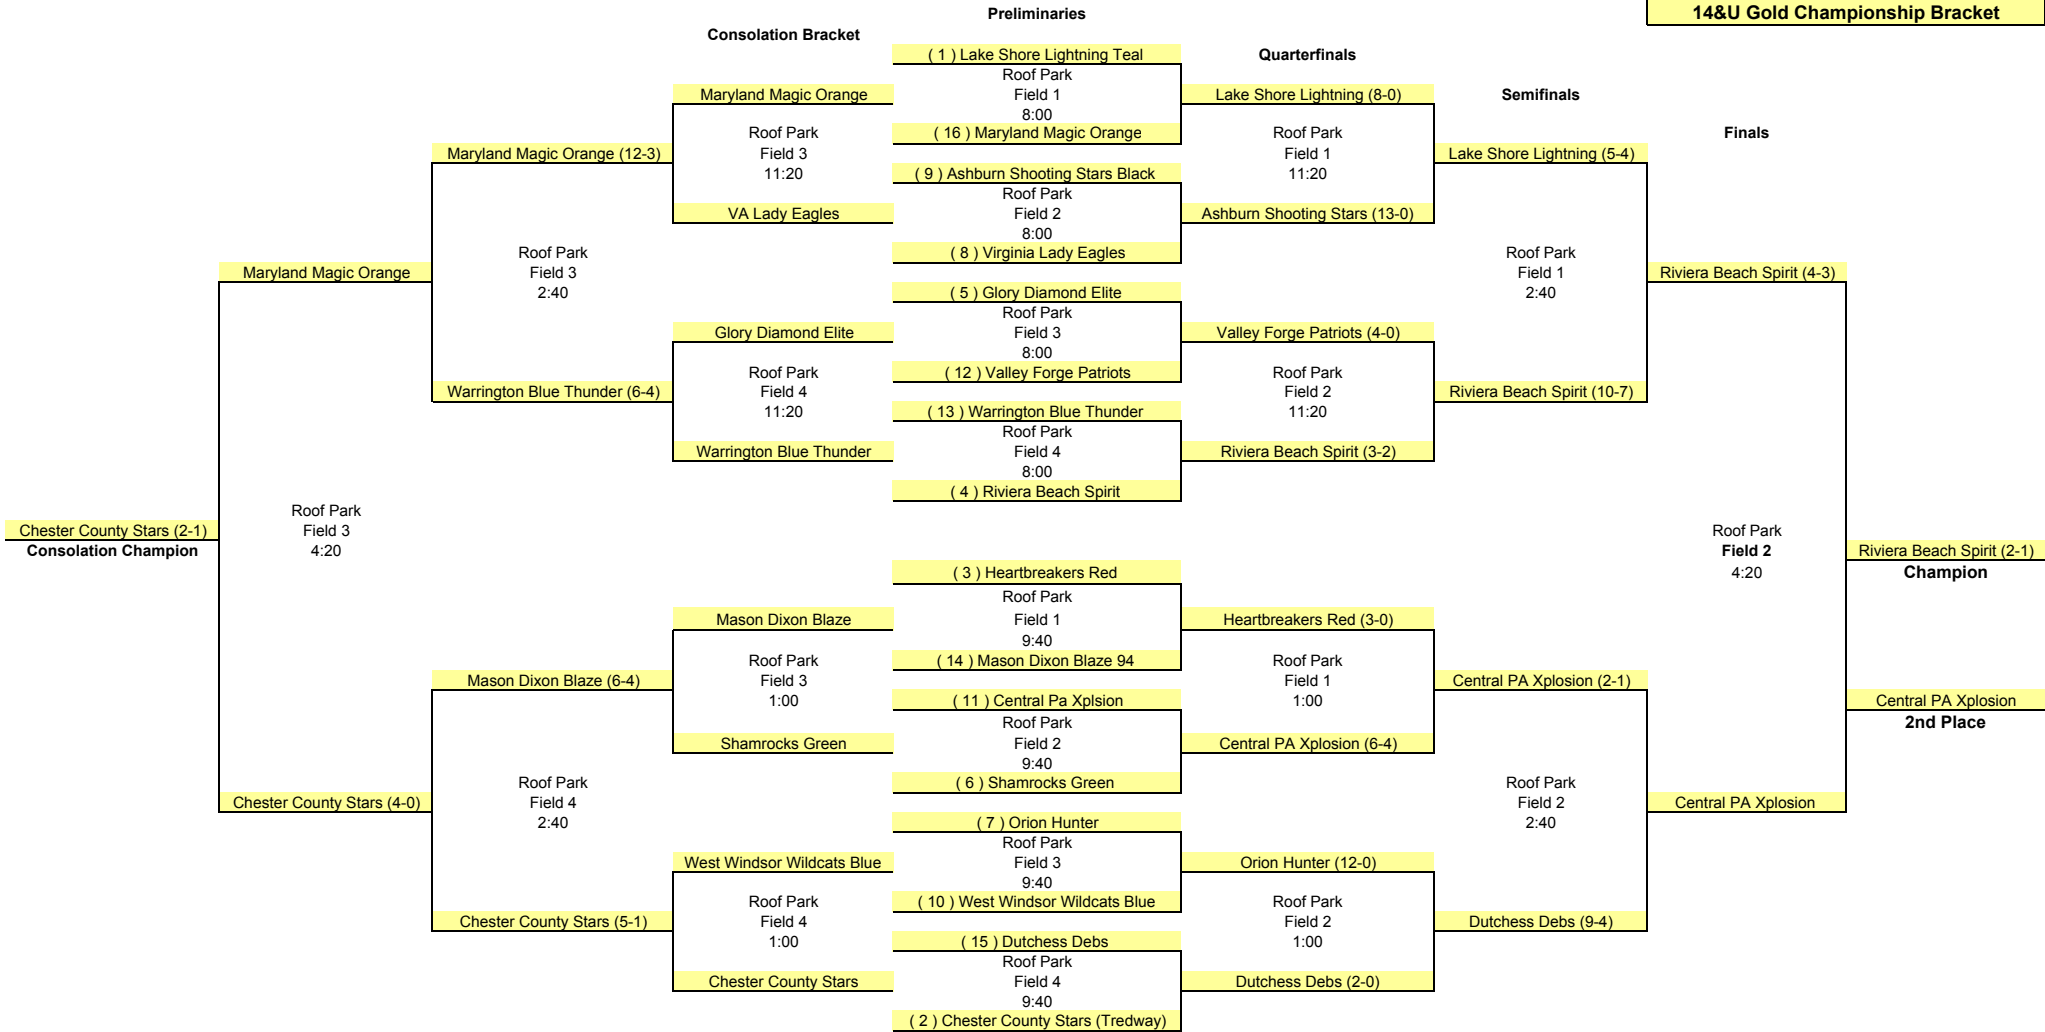 14&U Gold Championship Bracket
Preliminaries
Consolation Bracket
Quarterfinals
Semifinals
Finals
( 1 ) Lake Shore Lightning Teal
Roof Park
Field 1
8:00
( 16 ) Maryland Magic Orange
( 9 ) Ashburn Shooting Stars Black
Roof Park
Field 2
8:00
( 8 ) Virginia Lady Eagles
( 5 ) Glory Diamond Elite
Roof Park
Field 3
8:00
( 12 ) Valley Forge Patriots
( 13 ) Warrington Blue Thunder
Roof Park
Field 4
8:00
( 4 ) Riviera Beach Spirit
( 3 ) Heartbreakers Red
Roof Park
Field 1
9:40
( 14 ) Mason Dixon Blaze 94
( 11 ) Central Pa Xplsion
Roof Park
Field 2
9:40
( 6 ) Shamrocks Green
( 7 ) Orion Hunter
Roof Park
Field 3
9:40
( 10 ) West Windsor Wildcats Blue
( 15 ) Dutchess Debs
Roof Park
Field 4
9:40
( 2 ) Chester County Stars (Tredway)
Maryland Magic Orange
Roof Park
Field 3
11:20
VA Lady Eagles
Glory Diamond Elite
Roof Park
Field 4
11:20
Warrington Blue Thunder
Mason Dixon Blaze
Roof Park
Field 3
1:00
Shamrocks Green
West Windsor Wildcats Blue
Roof Park
Field 4
1:00
Chester County Stars
Maryland Magic Orange (12-3)
Roof Park
Field 3
2:40
Warrington Blue Thunder (6-4)
Mason Dixon Blaze (6-4)
Roof Park
Field 4
2:40
Chester County Stars (5-1)
Maryland Magic Orange
Roof Park
Field 3
4:20
Chester County Stars (4-0)
Chester County Stars (2-1)
Consolation Champion
Lake Shore Lightning (8-0)
Roof Park
Field 1
11:20
Ashburn Shooting Stars (13-0)
Valley Forge Patriots (4-0)
Roof Park
Field 2
11:20
Riviera Beach Spirit (3-2)
Heartbreakers Red (3-0)
Roof Park
Field 1
1:00
Central PA Xplosion (6-4)
Orion Hunter (12-0)
Roof Park
Field 2
1:00
Dutchess Debs (2-0)
Lake Shore Lightning (5-4)
Roof Park
Field 1
2:40
Riviera Beach Spirit (10-7)
Central PA Xplosion (2-1)
Roof Park
Field 2
2:40
Dutchess Debs (9-4)
Riviera Beach Spirit (4-3)
Roof Park
Field 2
4:20
Central PA Xplosion
Riviera Beach Spirit (2-1)
Champion
Central PA Xplosion
2nd Place